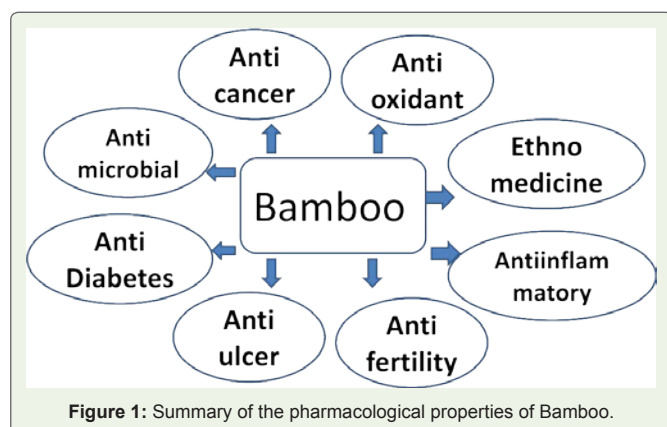 Anti
cancer
Anti
oxidant
Anti
microbial
Ethno
medicine
Bamboo
Anti
Diabetes
Antiinflam
matory
Anti
ulcer
Anti
fertility
Figure 1: Summary of the pharmacological properties of Bamboo.